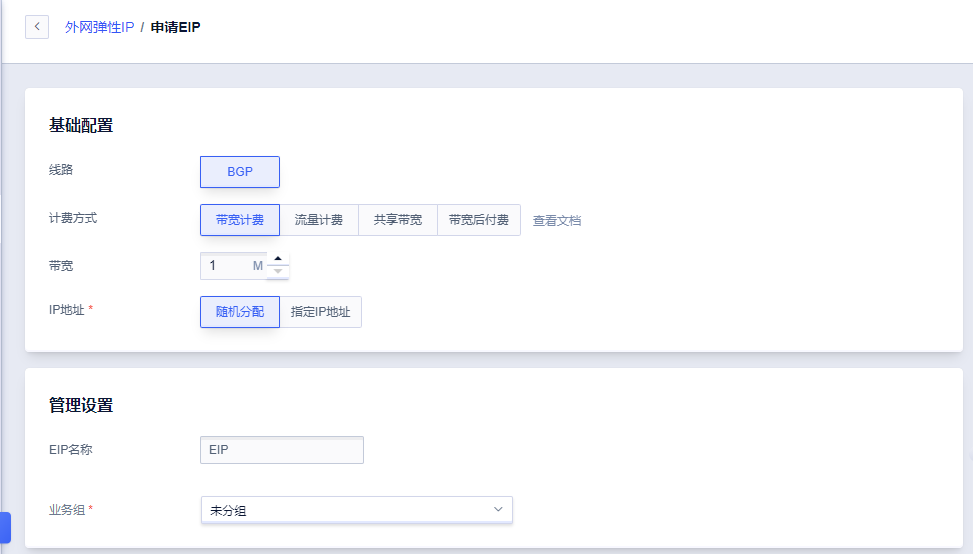 外网弹性IP / 申请EIP
基础配置
线路 BGP
计费方式 带宽计费 流量计费 共享带宽 带宽后付费 查看文档
带宽 1 M
IP地址 * 随机分配 指定IP地址
管理设置
EIP名称 EIP
业务组 * 未分组